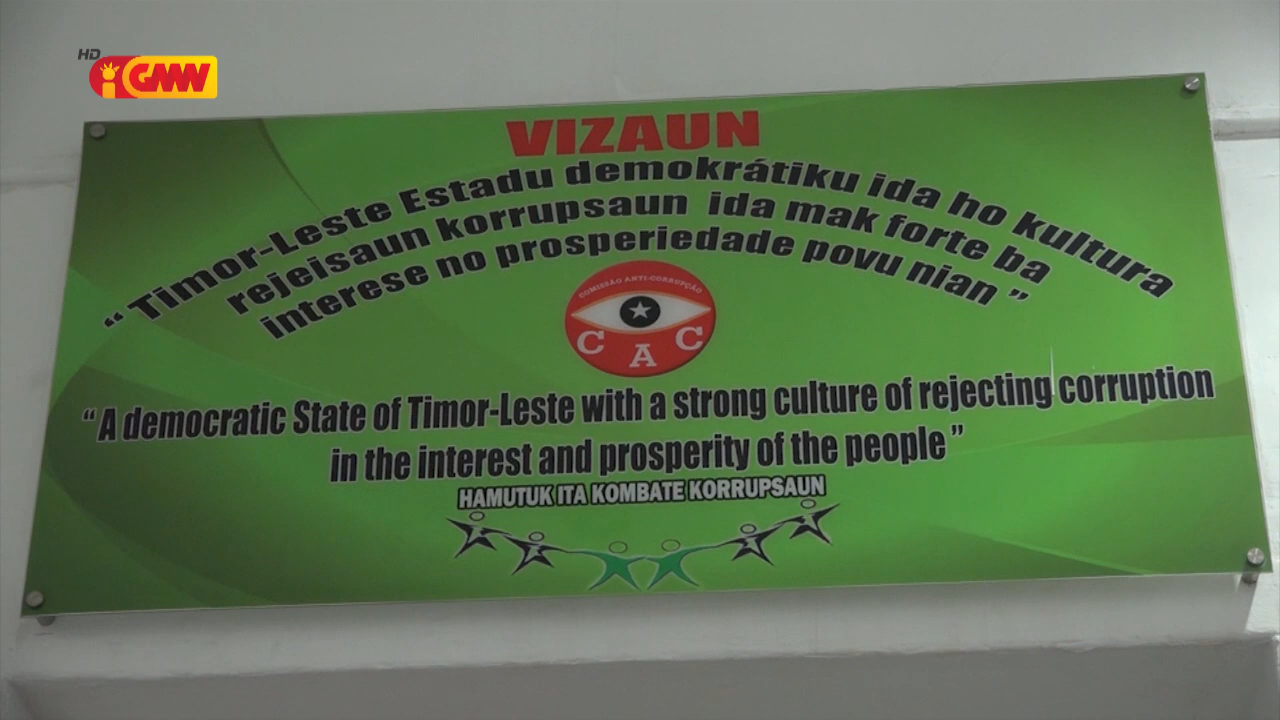 HD
GMN
VIZAUN
“Timor-Leste Estadu demokrátiku ida ho kultura
rejeisaun korrupsaun ida mak forte ba
interese no prosperiedade povu nian”
COMISSÃO ANTI-CORRUPÇÃO
C A C
“A democratic State of Timor-Leste with a strong culture of rejecting corruption
in the interest and prosperity of the people”
HAMUTUK ITA KOMBATE KORRUPSAUN